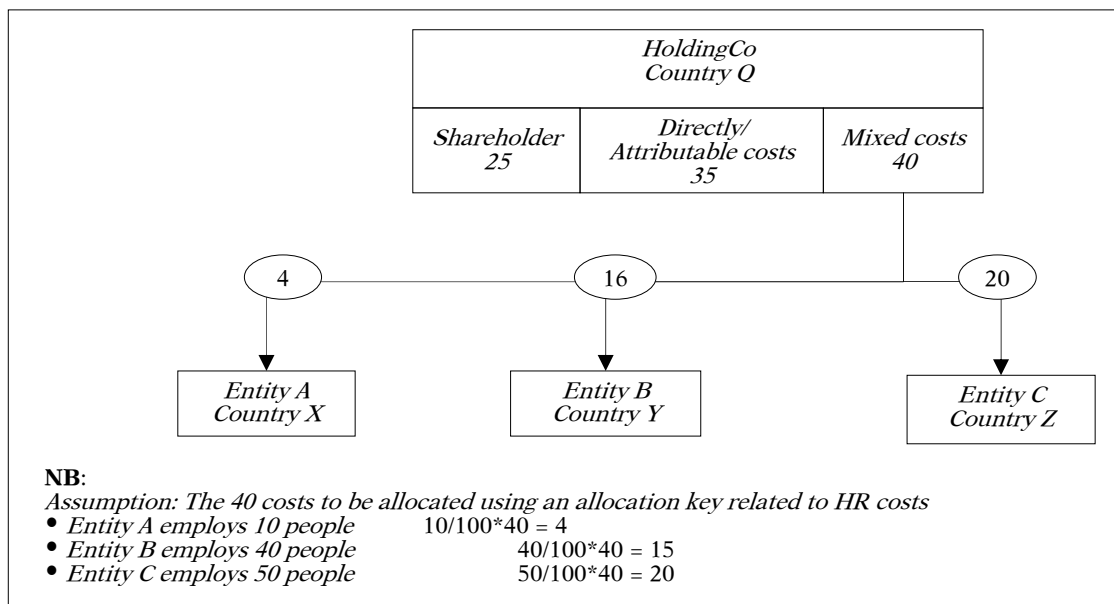 HoldingCo
Country Q
Shareholder
25
Directly/
Attributable costs
35
Mixed costs
40
4
16
20
Entity A
Country X
Entity B
Country Y
Entity C
Country Z
NB:
Assumption: The 40 costs to be allocated using an allocation key related to HR costs
• Entity A employs 10 people 10/100*40 = 4
• Entity B employs 40 people 40/100*40 = 15
• Entity C employs 50 people 50/100*40 = 20